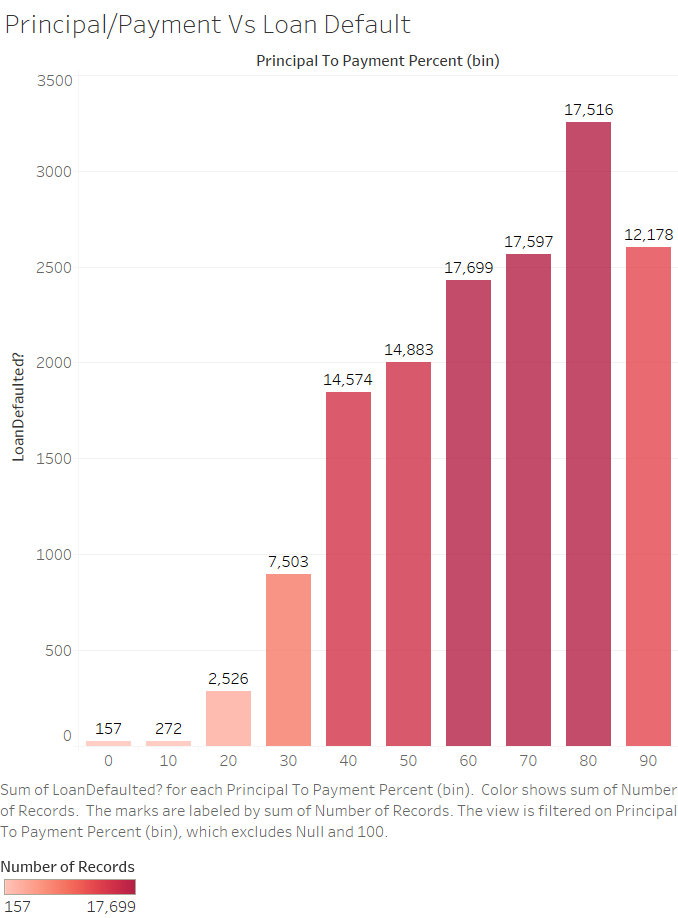 Principal/Payment Vs Loan Default
Principal To Payment Percent (bin)
3500
3000
2500
2000
1500
1000
500
0
LoanDefaulted?
157
272
2,526
7,503
14,574
14,883
17,699
17,597
17,516
12,178
0 10 20 30 40 50 60 70 80 90
Sum of LoanDefaulted? for each Principal To Payment Percent (bin). Color shows sum of Number
of Records. The marks are labeled by sum of Number of Records. The view is filtered on Principal
To Payment Percent (bin), which excludes Null and 100.
Number of Records
157 17,699